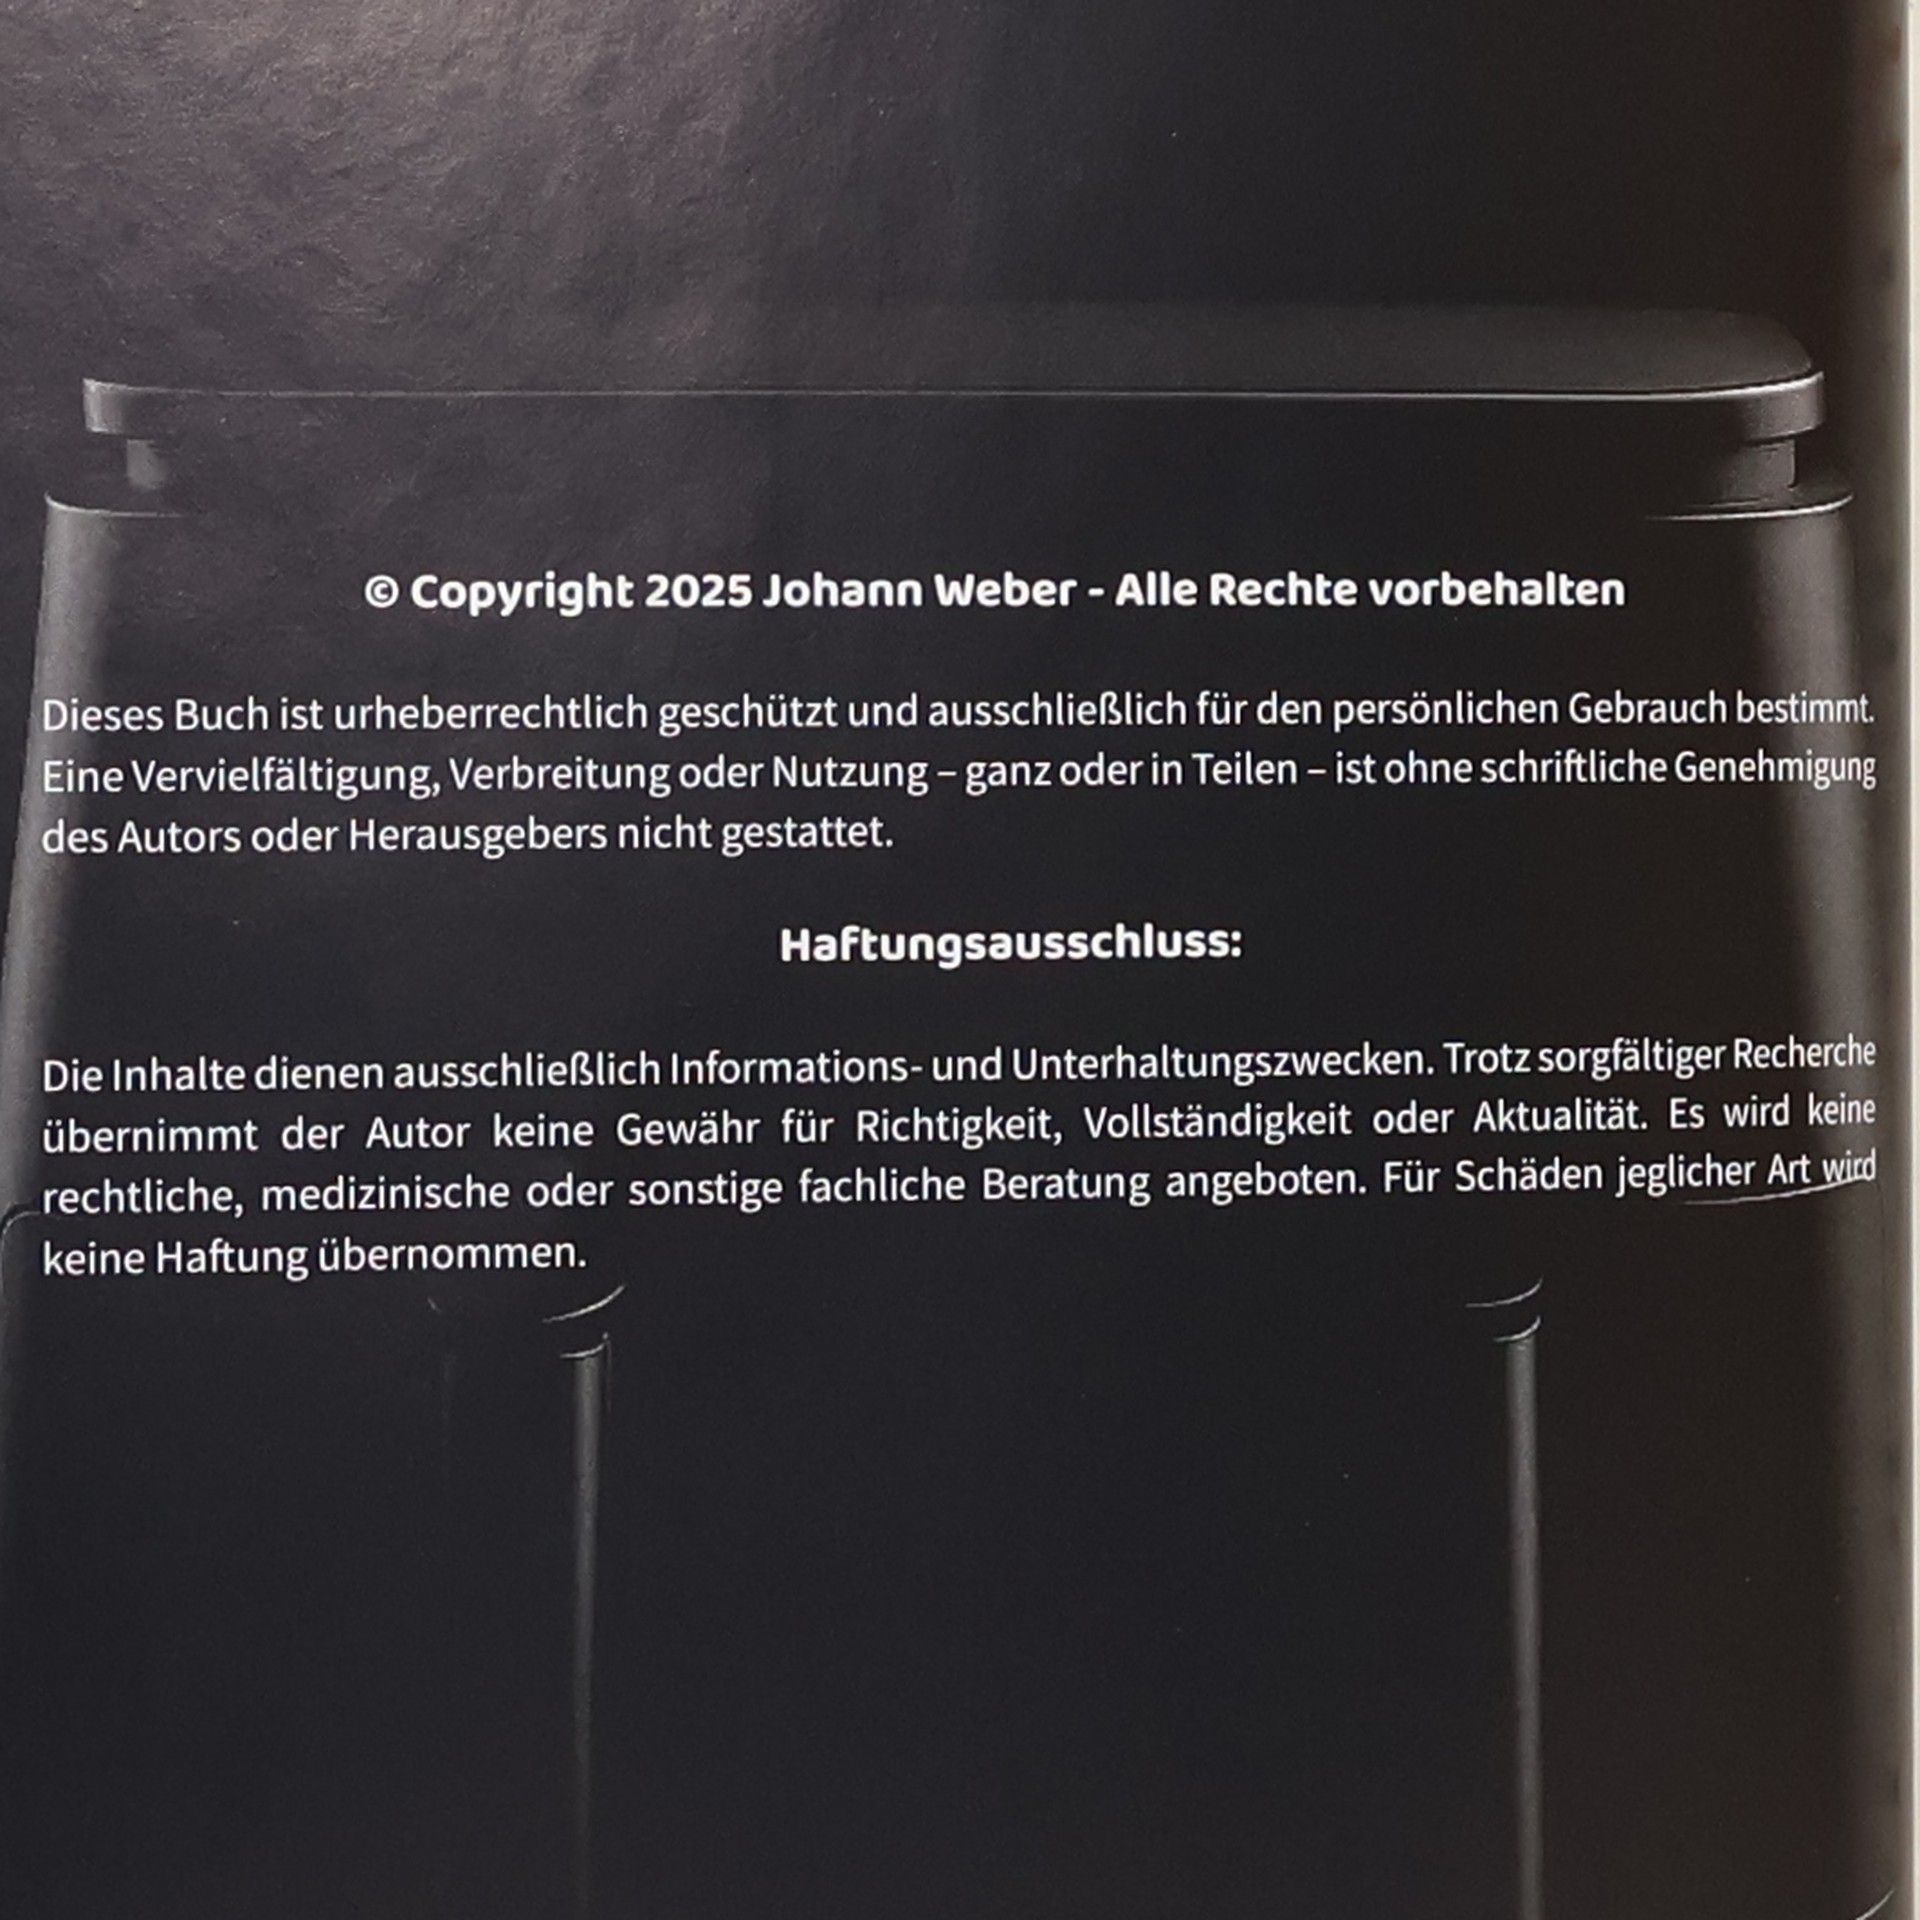 © Copyright 2025 Johann Weber - Alle Rechte vorbehalten
Dieses Buch ist urheberrechtlich geschützt und ausschließlich für den persönlichen Gebrauch bestimmt.
Eine Vervielfältigung, Verbreitung oder Nutzung – ganz oder in Teilen – ist ohne schriftliche Genehmigung
des Autors oder Herausgebers nicht gestattet.
Haftungsausschluss:
Die Inhalte dienen ausschließlich Informations- und Unterhaltungszwecken. Trotz sorgfältiger Recherche
übernimmt der Autor keine Gewähr für Richtigkeit, Vollständigkeit oder Aktualität. Es wird keine
rechtliche, medizinische oder sonstige fachliche Beratung angeboten. Für Schäden jeglicher Art wird
keine Haftung übernommen.